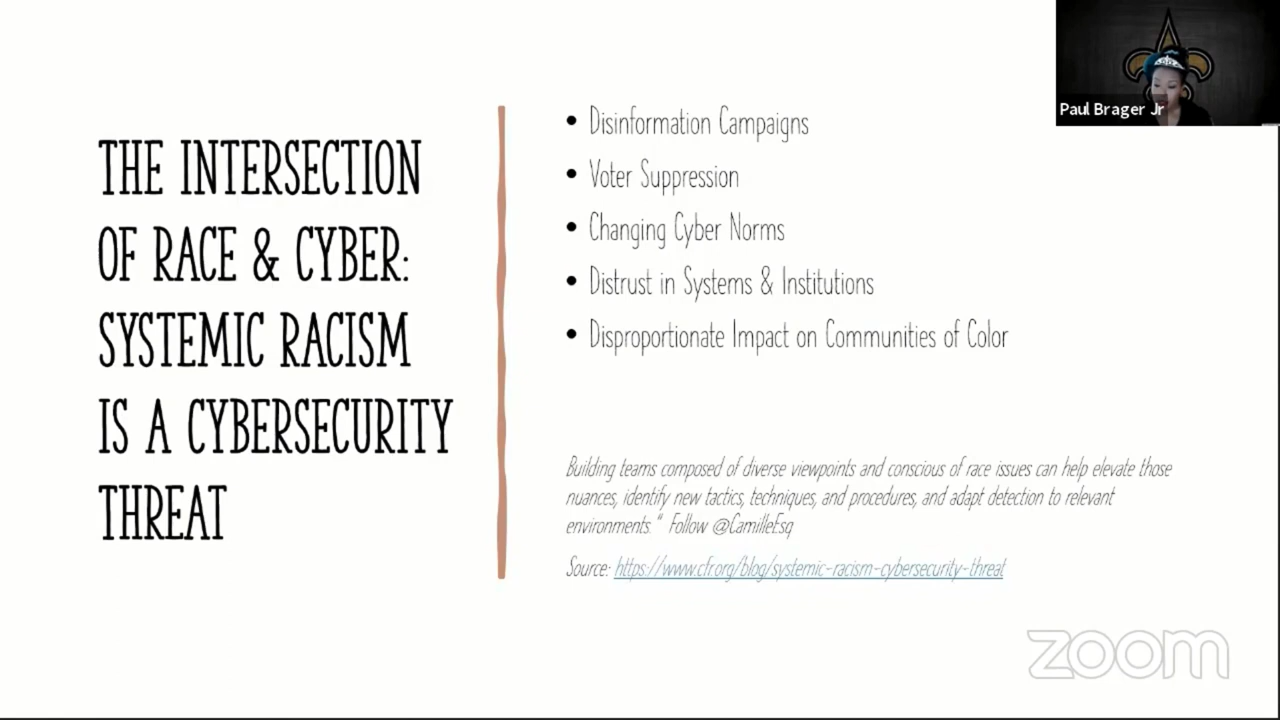 Paul Brager Jr
THE INTERSECTION
OF RACE & CYBER:
SYSTEMIC RACISM
IS A CYBERSECURITY
THREAT
• Disinformation Campaigns
• Voter Suppression
• Changing Cyber Norms
• Distrust in Systems & Institutions
• Disproportionate Impact on Communities of Color
Building teams composed of diverse viewpoints and conscious of race issues can help elevate those
nuances, identify new tactics, techniques, and procedures, and adapt detection to relevant
environments." Follow @CamilleEsq
Source: https://www.cfr.org/blog/systemic-racism-cybersecurity-threat
zoom